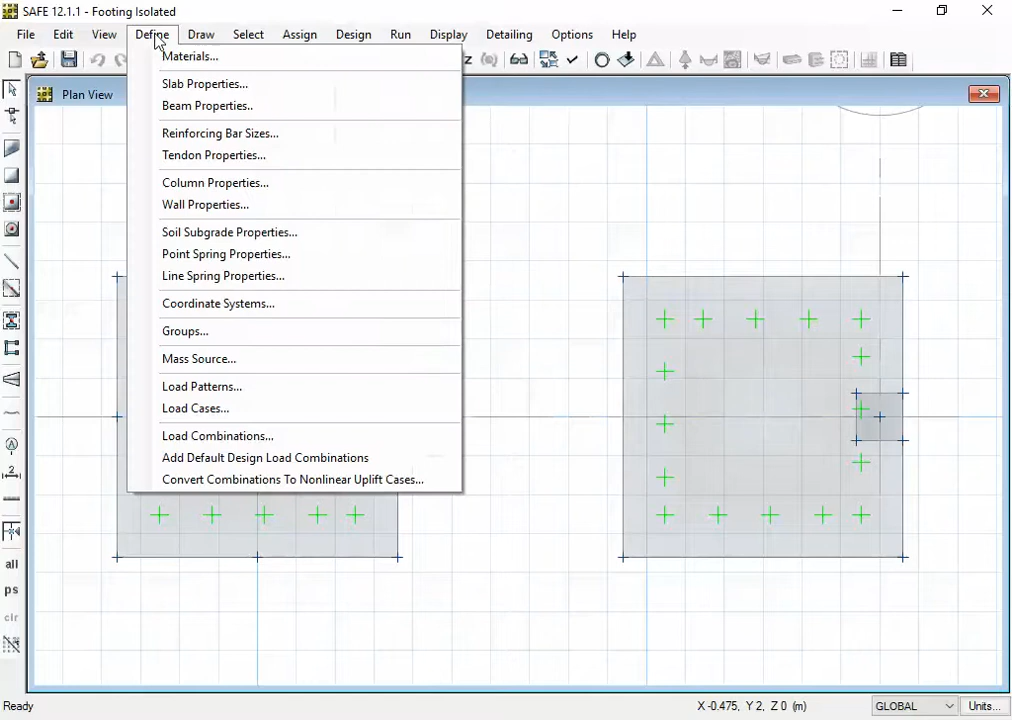 SAFE 12.1.1 - Footing Isolated
File Edit View Define Draw Select Assign Design Run Display Detailing Options Help
Plan View
Materials...
Slab Properties...
Beam Properties..
Reinforcing Bar Sizes...
Tendon Properties...
Column Properties...
Wall Properties...
Soil Subgrade Properties...
Point Spring Properties...
Line Spring Properties...
Coordinate Systems...
Groups...
Mass Source...
Load Patterns...
Load Cases...
Load Combinations...
Add Default Design Load Combinations
Convert Combinations To Nonlinear Uplift Cases...
all
ps
clr
Ready
X -0.475, Y 2, Z 0 (m)
GLOBAL
Units...